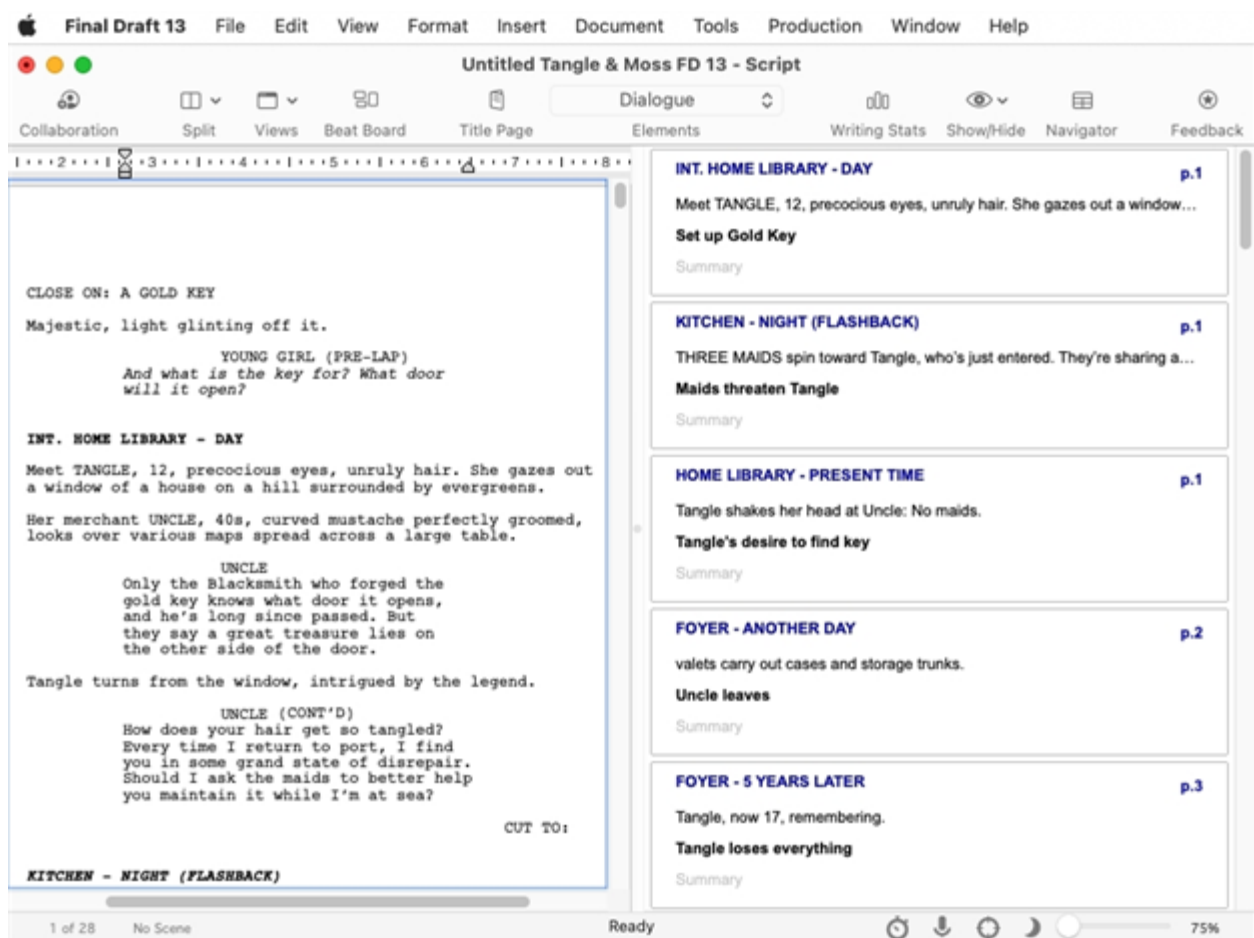 Final Draft 13 File Edit View Format Insert Document Tools Production Window Help
Untitled Tangle & Moss FD 13 - Script
Dialogue
Collaboration Split Views Beat Board Title Page Elements Writing Stats Show/Hide Navigator Feedback
2 3 4 5 6 7 8
CLOSE ON: A GOLD KEY
Majestic, light glinting off it.
YOUNG GIRL (PRE-LAP)
And what is the key for? What door
will it open?
INT. HOME LIBRARY - DAY
Meet TANGLE, 12, precocious eyes, unruly hair. She gazes out
a window of a house on a hill surrounded by evergreens.
Her merchant UNCLE, 40s, curved mustache perfectly groomed,
looks over various maps spread across a large table.
UNCLE
Only the Blacksmith who forged the
gold key knows what door it opens,
and he's long since passed. But
they say a great treasure lies on
the other side of the door.
Tangle turns from the window, intrigued by the legend.
UNCLE (CONT'D)
How does your hair get so tangled?
Every time I return to port, I find
you in some grand state of disrepair.
Should I ask the maids to better help
you maintain it while I'm at sea?
CUT TO:
KITCHEN - NIGHT (FLASHBACK)
INT. HOME LIBRARY - DAY p.1
Meet TANGLE, 12, precocious eyes, unruly hair. She gazes out a window...
Set up Gold Key
Summary
KITCHEN - NIGHT (FLASHBACK) p.1
THREE MAIDS spin toward Tangle, who's just entered. They're sharing a...
Maids threaten Tangle
Summary
HOME LIBRARY - PRESENT TIME p.1
Tangle shakes her head at Uncle: No maids.
Tangle's desire to find key
Summary
FOYER - ANOTHER DAY p.2
valets carry out cases and storage trunks.
Uncle leaves
Summary
FOYER - 5 YEARS LATER p.3
Tangle, now 17, remembering.
Tangle loses everything
Summary
1 of 28 No Scene Ready 75%